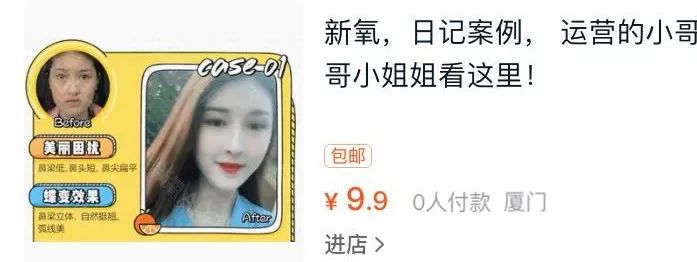 case 01
Before
美丽困扰
鼻梁低、鼻头短、鼻尖扁平
蝶变效果
鼻梁立体、自然挺翘、
弧线美
After
新氧，日记案例， 运营的小哥
哥小姐姐看这里！
包邮
¥ 9.9 0人付款 厦门
进店 >